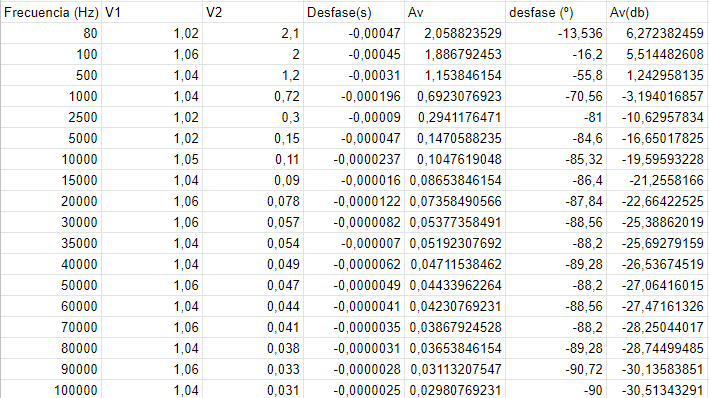 Frecuencia (Hz) V1 V2 Desfase(s) Av desfase (º) Av(db)
80 1,02 2,1 -0,00047 2,058823529 -13,536 6,272382459
100 1,06 2 -0,00045 1,886792453 -16,2 5,514482608
500 1,04 1,2 -0,00031 1,153846154 -55,8 1,242958135
1000 1,04 0,72 -0,000196 0,6923076923 -70,56 -3,194016857
2500 1,02 0,3 -0,00009 0,2941176471 -81 -10,62957834
5000 1,02 0,15 -0,000047 0,1470588235 -84,6 -16,65017825
10000 1,05 0,11 -0,0000237 0,1047619048 -85,32 -19,59593228
15000 1,04 0,09 -0,000016 0,08653846154 -86,4 -21,2558166
20000 1,06 0,078 -0,0000122 0,07358490566 -87,84 -22,66422525
30000 1,06 0,057 -0,0000082 0,05377358491 -88,56 -25,38862019
35000 1,04 0,054 -0,000007 0,05192307692 -88,2 -25,69279159
40000 1,04 0,049 -0,0000062 0,04711538462 -89,28 -26,53674519
50000 1,06 0,047 -0,0000049 0,04433962264 -88,2 -27,06416015
60000 1,04 0,044 -0,0000041 0,04230769231 -88,56 -27,47161326
70000 1,06 0,041 -0,0000035 0,03867924528 -88,2 -28,25044017
80000 1,04 0,038 -0,0000031 0,03653846154 -89,28 -28,74499485
90000 1,06 0,033 -0,0000028 0,03113207547 -90,72 -30,13583851
100000 1,04 0,031 -0,0000025 0,02980769231 -90 -30,51343291